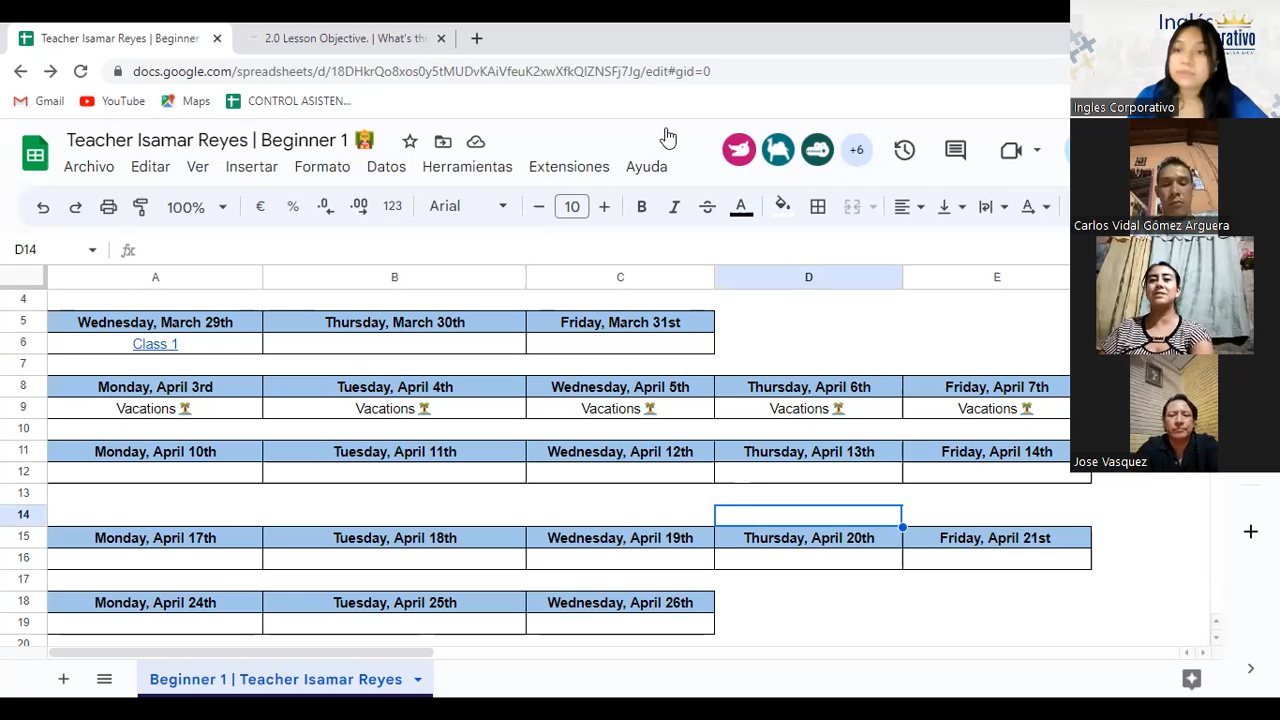 Teacher Isamar Reyes | Beginner
2.0 Lesson Objective. | What's thi
docs.google.com/spreadsheets/d/18DHkrQo8xos0y5tMUDvKAiVfeuK2xwXfkQIZNSFj7Jg/edit#gid=0
Gmail
YouTube
Maps
CONTROL ASISTEN...
Teacher Isamar Reyes | Beginner 1
+6
Archivo Editar Ver Insertar Formato Datos Herramientas Extensiones Ayuda
100% € % .0 .00 123 Arial 10 B I S A
D14 fx
A B C D E
4
5 Wednesday, March 29th Thursday, March 30th Friday, March 31st
6 Class 1
7
8 Monday, April 3rd Tuesday, April 4th Wednesday, April 5th Thursday, April 6th Friday, April 7th
9 Vacations Vacations Vacations Vacations Vacations
10
11 Monday, April 10th Tuesday, April 11th Wednesday, April 12th Thursday, April 13th Friday, April 14th
12
13
14
15 Monday, April 17th Tuesday, April 18th Wednesday, April 19th Thursday, April 20th Friday, April 21st
16
17
18 Monday, April 24th Tuesday, April 25th Wednesday, April 26th
19
20
Beginner 1 | Teacher Isamar Reyes
Ingles Corporativo
Carlos Vidal Gómez Arguera
Jose Vasquez